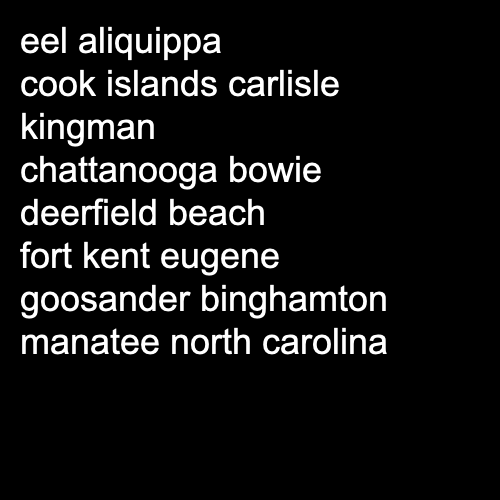 eel aliquippa
cook islands carlisle
kingman
chattanooga bowie
deerfield beach
fort kent eugene
goosander binghamton
manatee north carolina